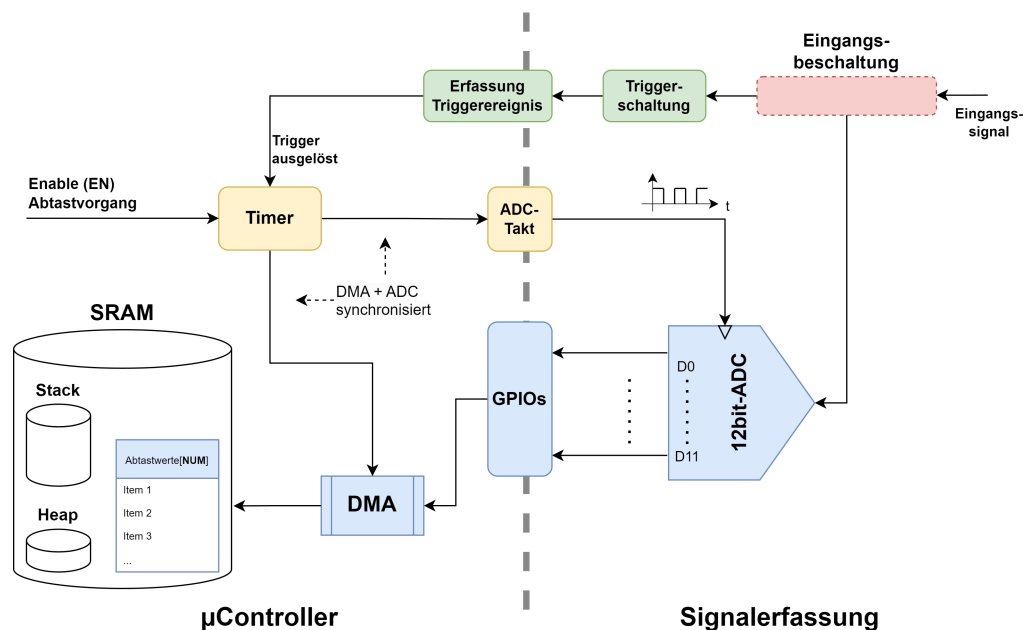 Eingangs-
beschaltung
Erfassung
Triggerereignis
Trigger-
schaltung
Eingangs-
signal
Trigger
ausgelöst
Enable (EN)
Abtastvorgang
Timer
ADC-
Takt
t
DMA + ADC
synchronisiert
SRAM
Stack
Heap
Abtastwerte[NUM]
Item 1
Item 2
Item 3
...
DMA
GPIOs
D0
D11
12bit-ADC
µController
Signalerfassung